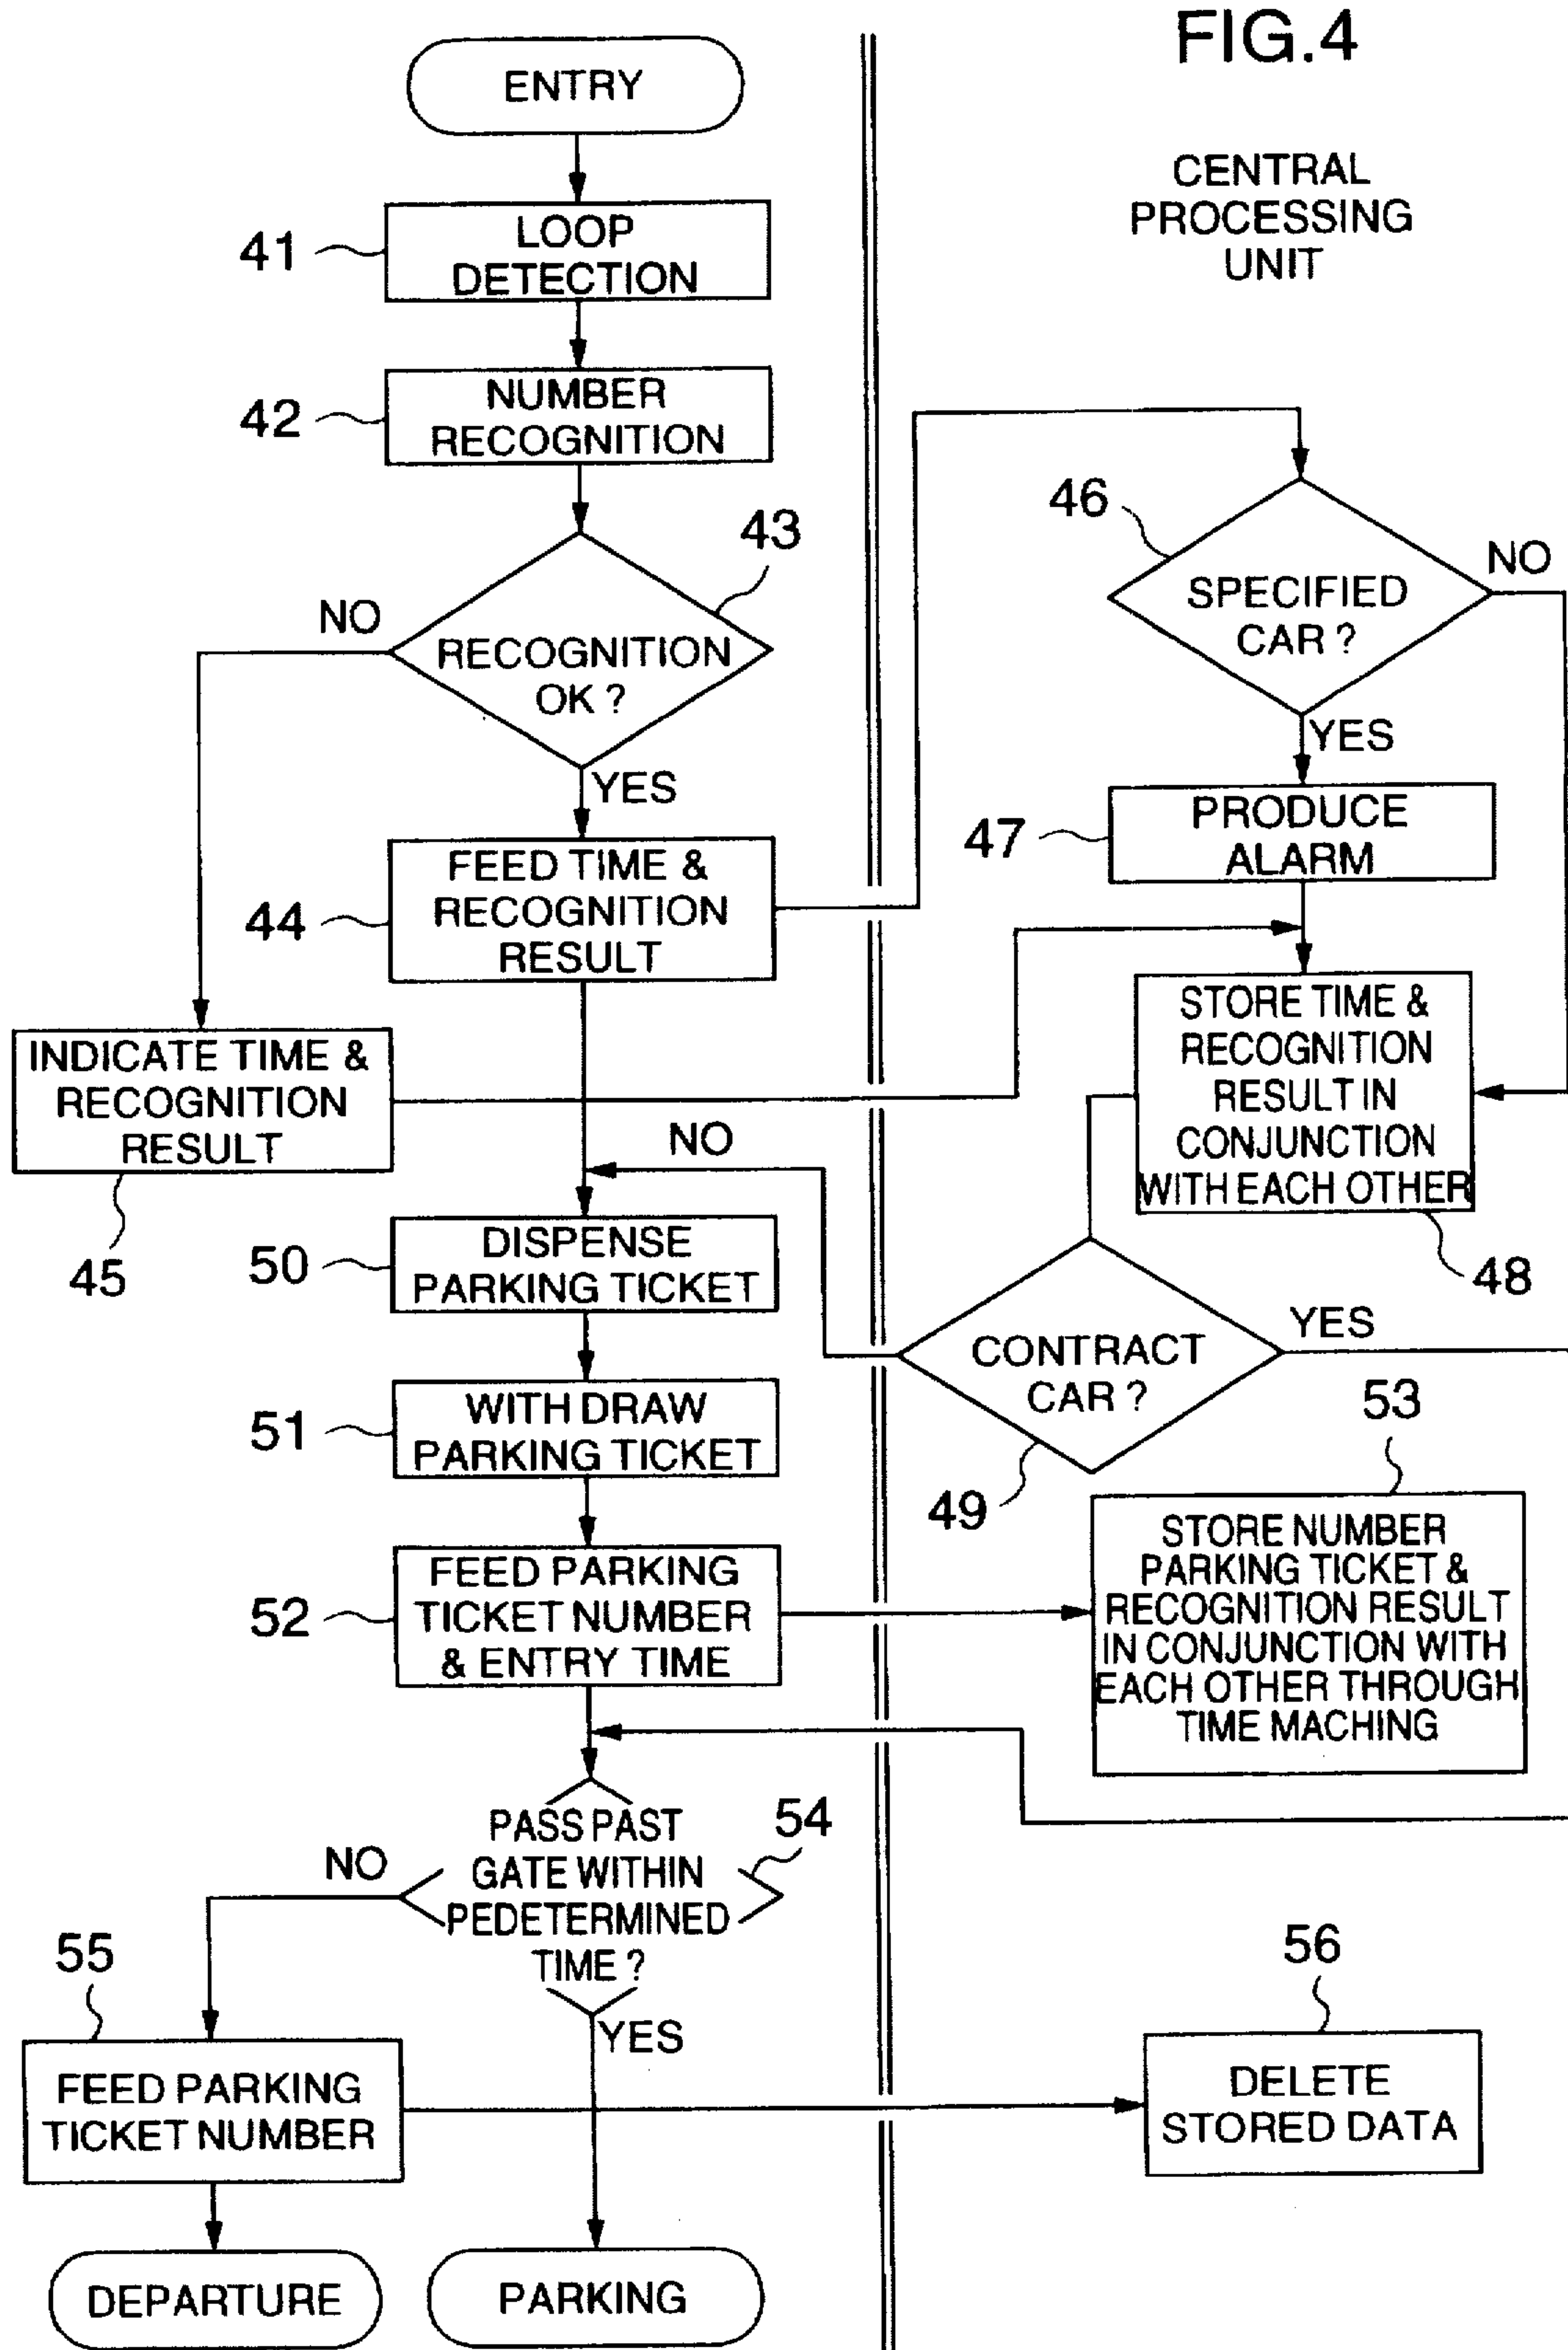 FIG.4
CENTRAL
PROCESSING
UNIT
ENTRY
41
LOOP
DETECTION
42
NUMBER
RECOGNITION
43
NO
RECOGNITION
OK ?
YES
44
FEED TIME &
RECOGNITION
RESULT
INDICATE TIME &
RECOGNITION
RESULT
45
46
SPECIFIED
CAR ?
NO
YES
47
PRODUCE
ALARM
STORE TIME &
RECOGNITION
RESULT IN
CONJUNCTION
WITH EACH OTHER
48
NO
CONTRACT
CAR ?
YES
49
50
DISPENSE
PARKING TICKET
51
WITH DRAW
PARKING TICKET
52
FEED PARKING
TICKET NUMBER
& ENTRY TIME
53
STORE NUMBER
PARKING TICKET &
RECOGNITION RESULT
IN CONJUNCTION WITH
EACH OTHER THROUGH
TIME MACHING
54
PASS PAST
GATE WITHIN
PEDETERMINED
TIME ?
NO
YES
55
FEED PARKING
TICKET NUMBER
56
DELETE
STORED DATA
DEPARTURE
PARKING